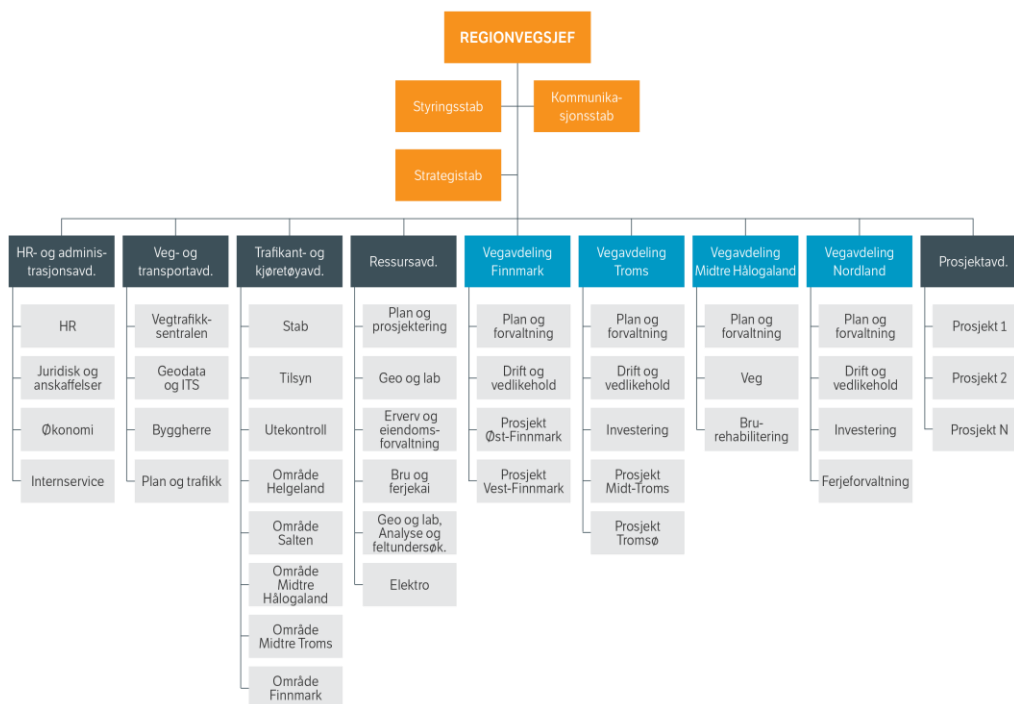 REGIONVEGSJEF
Styringsstab
Kommunika-
sjonsstab
Strategistab
HR- og adminis-
trasjonsavd.
HR
Juridisk og
anskaffelser
Økonomi
Internservice
Veg- og
transportavd.
Vegtrafikk-
sentralen
Geodata
og ITS
Byggherre
Plan og trafikk
Trafikant- og
kjøretøyavd.
Stab
Tilsyn
Utekontroll
Område
Helgeland
Område
Salten
Område
Midtre
Hålogaland
Område
Midtre Troms
Område
Finnmark
Ressursavd.
Plan og
prosjektering
Geo og lab
Erverv og
eiendoms-
forvaltning
Bru og
ferjekai
Geo og lab,
Analyse og
feltundersøk.
Elektro
Vegavdeling
Finnmark
Plan og
forvaltning
Drift og
vedlikehold
Prosjekt
Øst-Finnmark
Prosjekt
Vest-Finnmark
Vegavdeling
Troms
Plan og
forvaltning
Drift og
vedlikehold
Investering
Prosjekt
Midt-Troms
Prosjekt
Tromsø
Vegavdeling
Midtre Hålogaland
Plan og
forvaltning
Veg
Bru-
rehabilitering
Vegavdeling
Nordland
Plan og
forvaltning
Drift og
vedlikehold
Investering
Ferjeforvaltning
Prosjektavd.
Prosjekt 1
Prosjekt 2
Prosjekt N